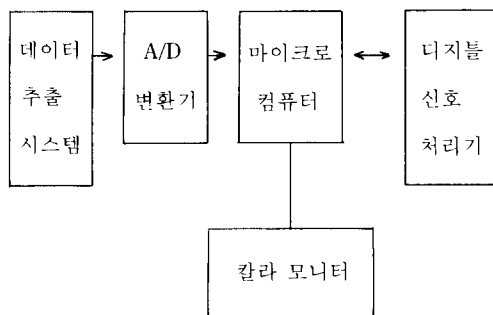 데이터
추출
시스템
A/D
변환기
마이크로
컴퓨터
디지틀
신호
처리기
칼라 모니터